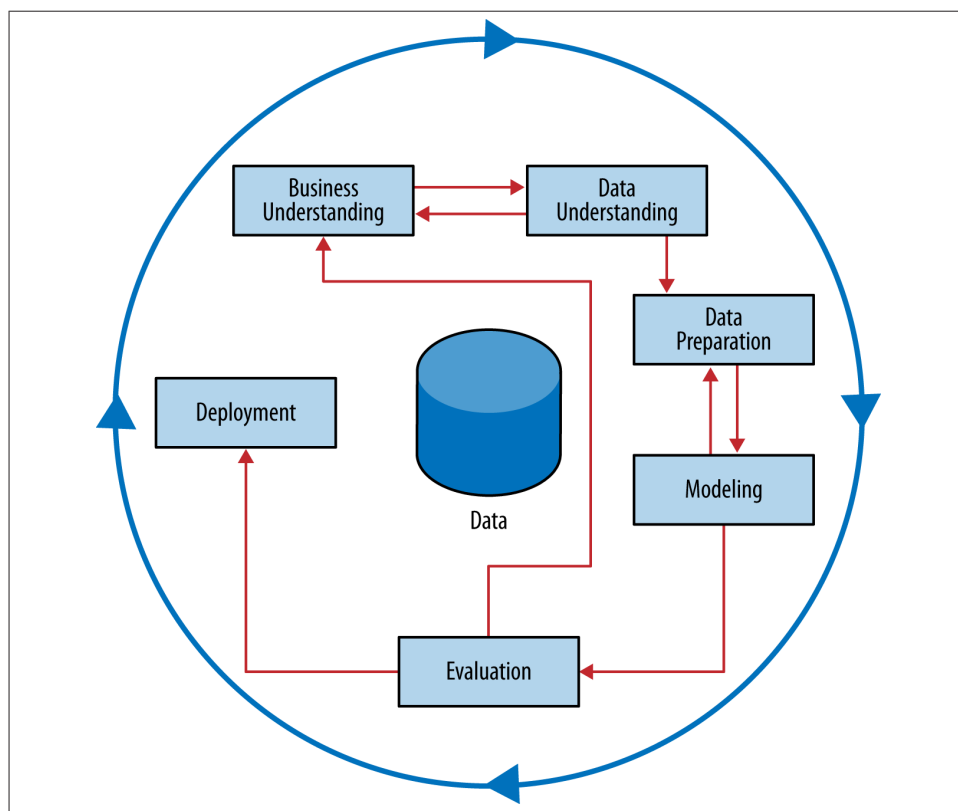 Business
Understanding
Data
Understanding
Data
Preparation
Deployment
Modeling
Data
Evaluation